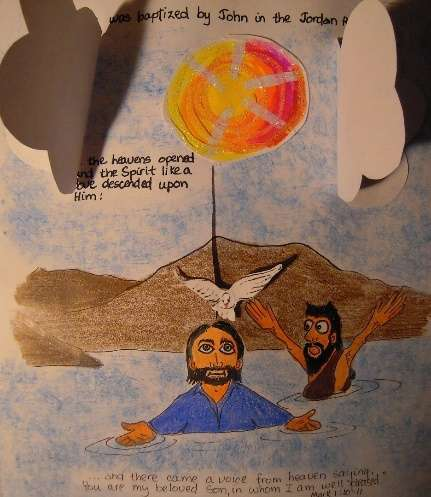 was baptized by John in the Jordan R
...the heavens opened
and the Spirit like a
dove descended upon
Him:
...and there came a voice from heaven saying...
You are my beloved Son, in whom I am well pleased.
Mark 1:10-11